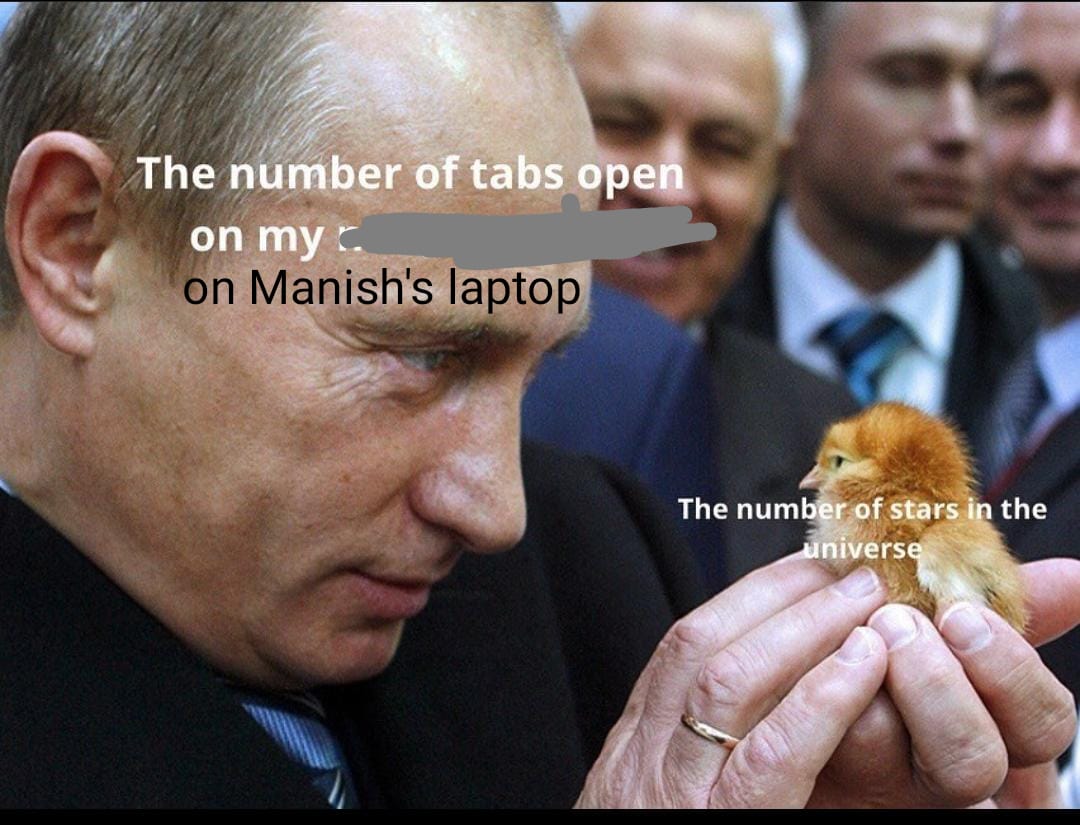 The number of tabs open
on my
on Manish's laptop
The number of stars in the
universe